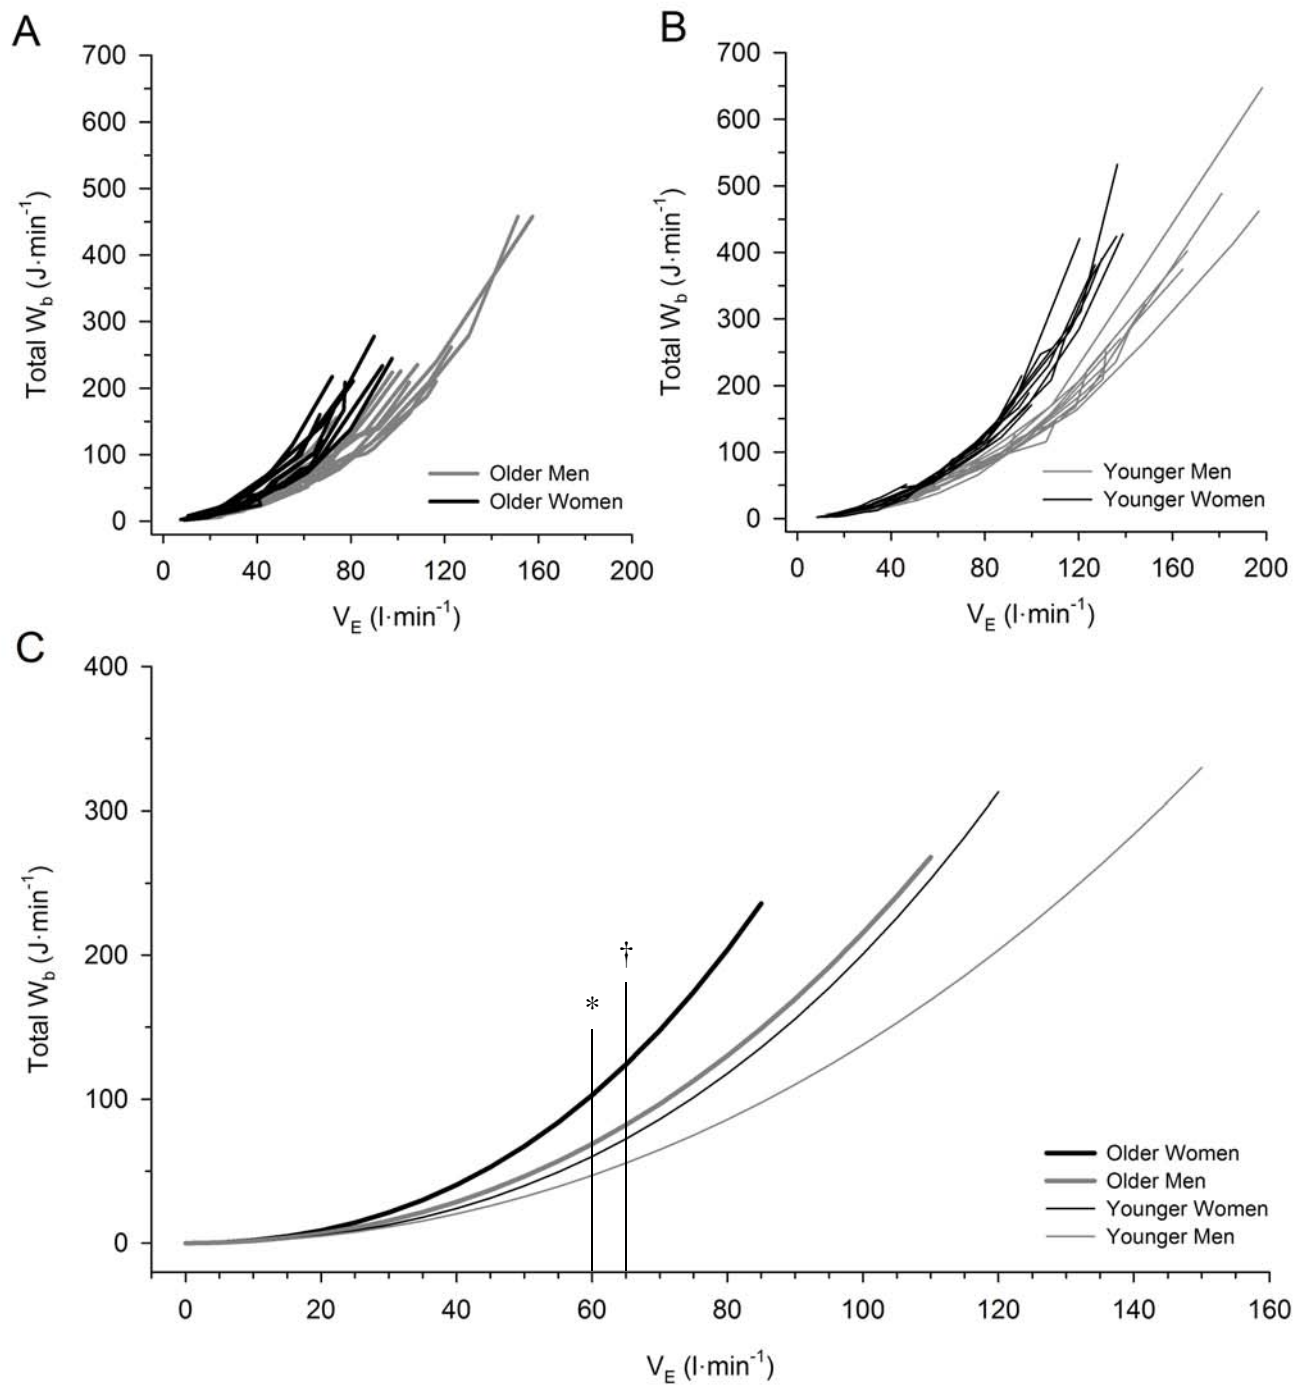 A
700
600
500
400
300
200
100
0
Total W_b (J·min⁻¹)
Older Men
Older Women
0 40 80 120 160 200
V_E (l·min⁻¹)
B
700
600
500
400
300
200
100
0
Total W_b (J·min⁻¹)
Younger Men
Younger Women
0 40 80 120 160 200
V_E (l·min⁻¹)
C
400
300
200
100
0
Total W_b (J·min⁻¹)
†
*
Older Women
Older Men
Younger Women
Younger Men
0 20 40 60 80 100 120 140 160
V_E (l·min⁻¹)